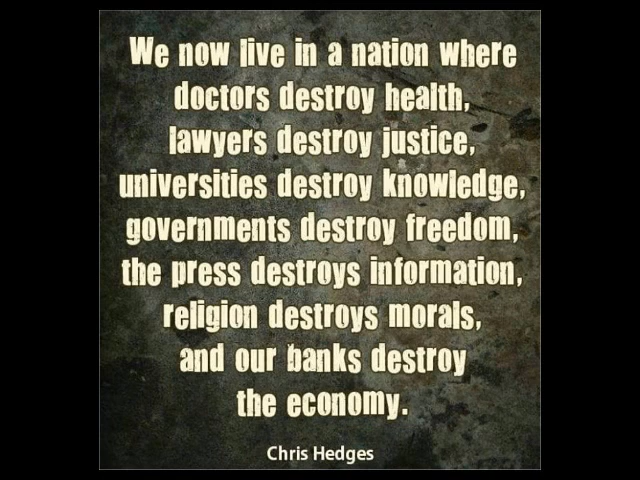 We now live in a nation where
doctors destroy health,
lawyers destroy justice,
universities destroy knowledge,
governments destroy freedom,
the press destroys information,
religion destroys morals,
and our banks destroy
the economy.
Chris Hedges